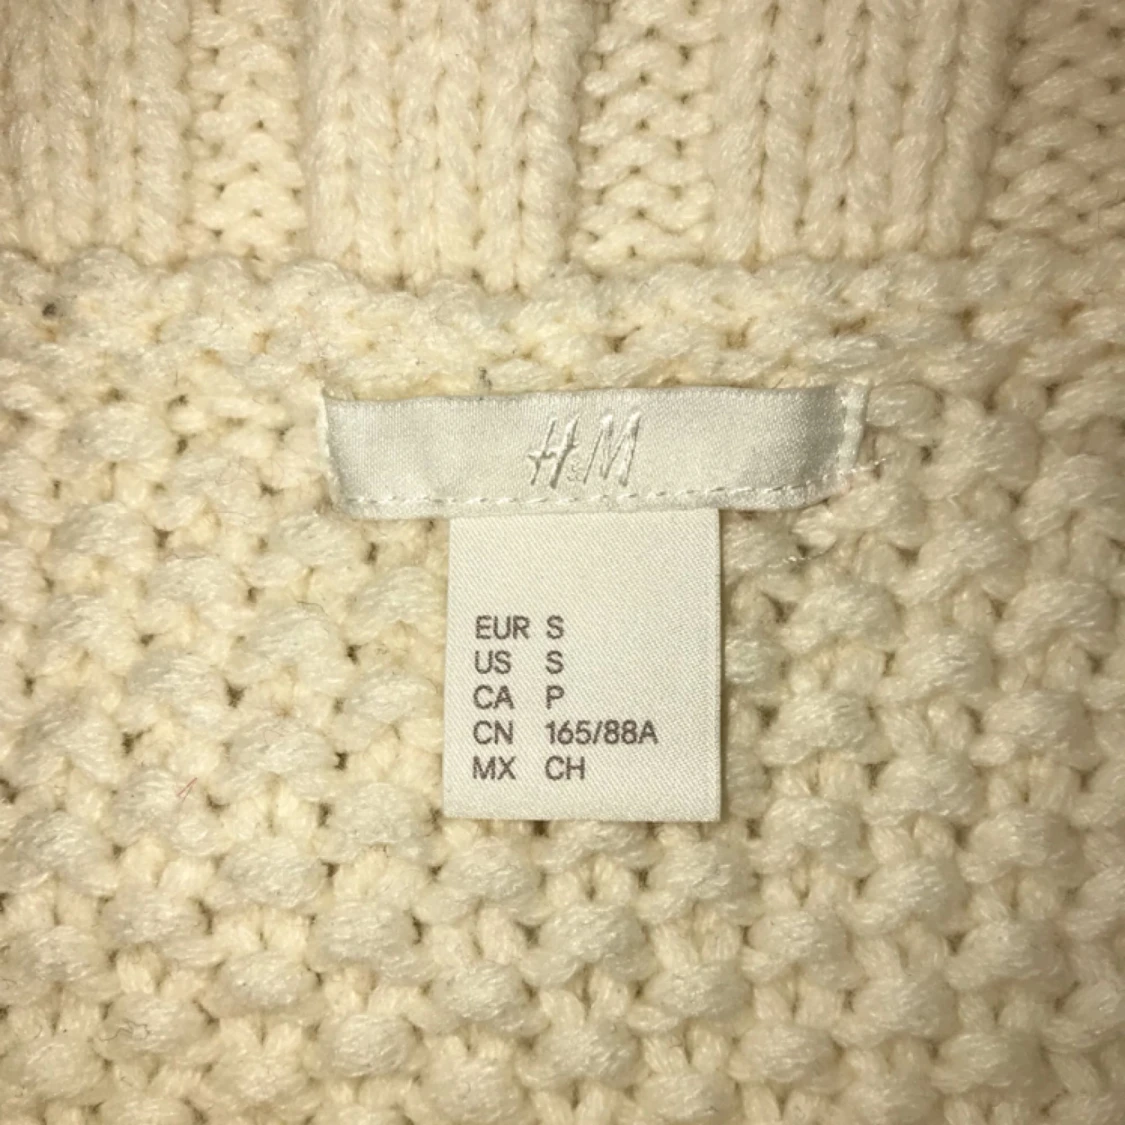 H&M
EUR S
US S
CA P
CN 165/88A
MX CH